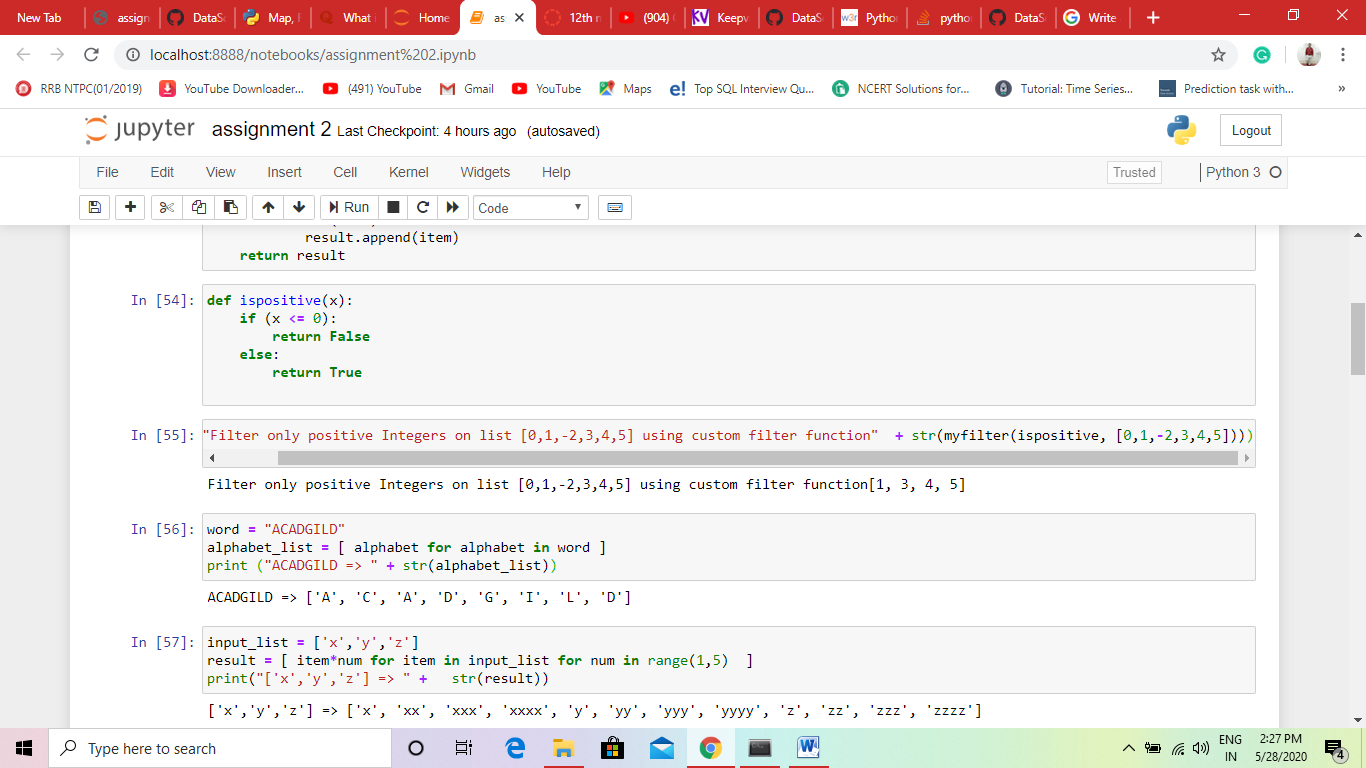 New Tab
assign
DataS
Map, F
What i
Home
as
12th n
(904)
Keepv
DataS
w3r Pytho
pytho
DataS
Write
localhost:8888/notebooks/assignment%202.ipynb
RRB NTPC(01/2019)
YouTube Downloader...
(491) YouTube
Gmail
YouTube
Maps
e! Top SQL Interview Qu...
NCERT Solutions for...
Tutorial: Time Series...
Prediction task with...
»
jupyter assignment 2 Last Checkpoint: 4 hours ago (autosaved)
Logout
File Edit View Insert Cell Kernel Widgets Help
Trusted
Python 3
Run
Code
result.append(item)
return result
In [54]: def ispositive(x):
if (x <= 0):
return False
else:
return True
In [55]: "Filter only positive Integers on list [0,1,-2,3,4,5] using custom filter function" + str(myfilter(ispositive, [0,1,-2,3,4,5])))
Filter only positive Integers on list [0,1,-2,3,4,5] using custom filter function[1, 3, 4, 5]
In [56]: word = "ACADGILD"
alphabet_list = [ alphabet for alphabet in word ]
print ("ACADGILD => " + str(alphabet_list))
ACADGILD => ['A', 'C', 'A', 'D', 'G', 'I', 'L', 'D']
In [57]: input_list = ['x','y','z']
result = [ item*num for item in input_list for num in range(1,5)  ]
print("['x','y','z'] => " +   str(result))
['x','y','z'] => ['x', 'xx', 'xxx', 'xxxx', 'y', 'yy', 'yyy', 'yyyy', 'z', 'zz', 'zzz', 'zzzz']
Type here to search
ENG
IN
2:27 PM
5/28/2020
4